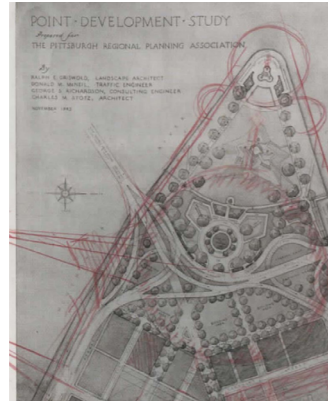 POINT · DEVELOPMENT · STUDY
Prepared for
THE PITTSBURGH REGIONAL PLANNING ASSOCIATION
By
RALPH E. GRISWOLD, LANDSCAPE ARCHITECT
DONALD M. McNEIL, TRAFFIC ENGINEER
GEORGE S. RICHARDSON, CONSULTING ENGINEER
CHARLES M. STOTZ, ARCHITECT
NOVEMBER